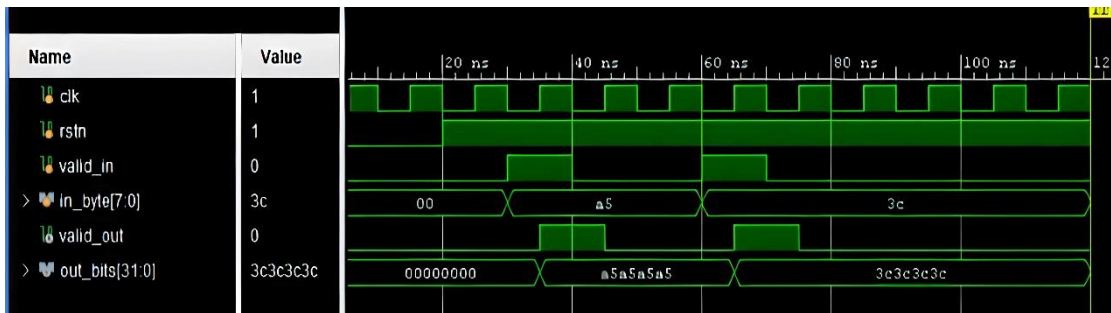 Name Value
20 ns 40 ns 60 ns 80 ns 100 ns 12
clk 1
rstn 1
valid_in 0
in_byte[7:0] 3c 00 a5 3c
valid_out 0
out_bits[31:0] 3c3c3c3c 00000000 a5a5a5a5 3c3c3c3c